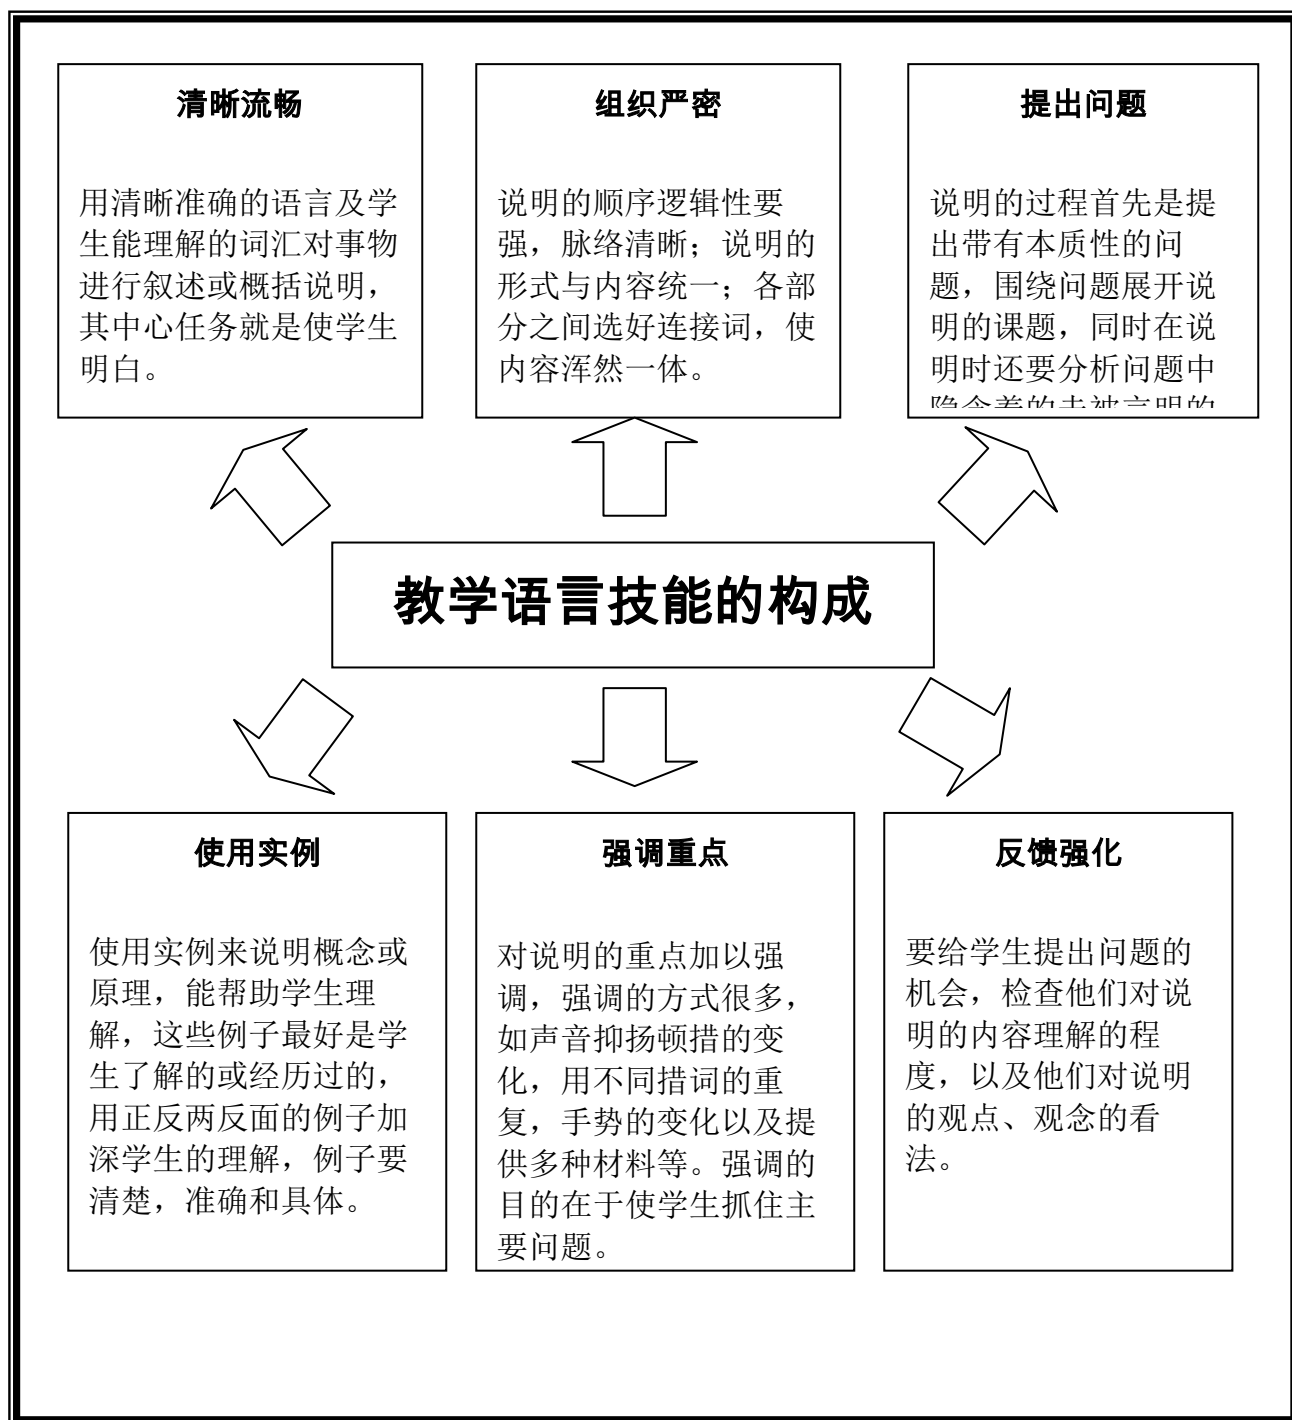 清晰流畅
用清晰准确的语言及学
生能理解的词汇对事物
进行叙述或概括说明，
其中心任务就是使学生
明白。
组织严密
说明的顺序逻辑性要
强，脉络清晰；说明的
形式与内容统一；各部
分之间选好连接词，使
内容浑然一体。
提出问题
说明的过程首先是提
出带有本质性的问
题，围绕问题展开说
明的课题，同时在说
明时还要分析问题中
教学语言技能的构成
使用实例
使用实例来说明概念或
原理，能帮助学生理
解，这些例子最好是学
生了解的或经历过的，
用正反两反面的例子加
深学生的理解，例子要
清楚，准确和具体。
强调重点
对说明的重点加以强
调，强调的方式很多，
如声音抑扬顿措的变
化，用不同措词的重
复，手势的变化以及提
供多种材料等。强调的
目的在于使学生抓住主
要问题。
反馈强化
要给学生提出问题的
机会，检查他们对说
明的内容理解的程
度，以及他们对说明
的观点、观念的看
法。